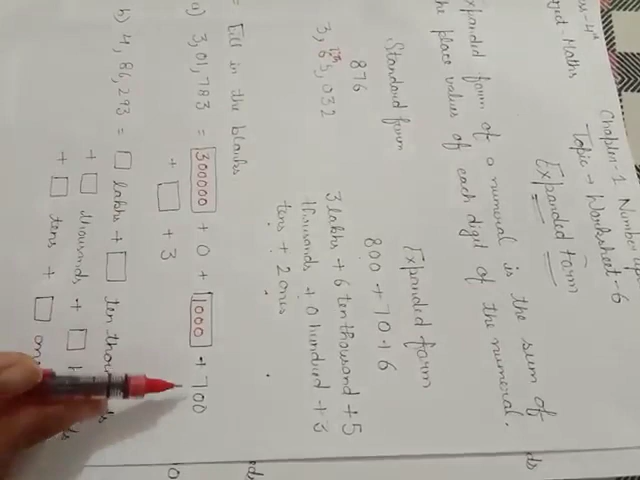 Class-4th
Subject-Maths
Chapter-1 Number
Topic → Worksheet-6
Expanded form
Expanded form of a numeral is the sum of
the place values of each digit of the numeral.
Standard form Expanded form
876 800 + 70 + 6
3,65,032 3 lakhs + 6 ten thousand + 5
thousands + 0 hundred + 3
tens + 2 ones
= Fill in the blanks
a) 3,01,783 = 300000 + 0 + 1000 + 700
+ □ + 3
b) 4,86,293 = □ lakhs + □ ten
+ □ thousands + □
+ □ tens + □